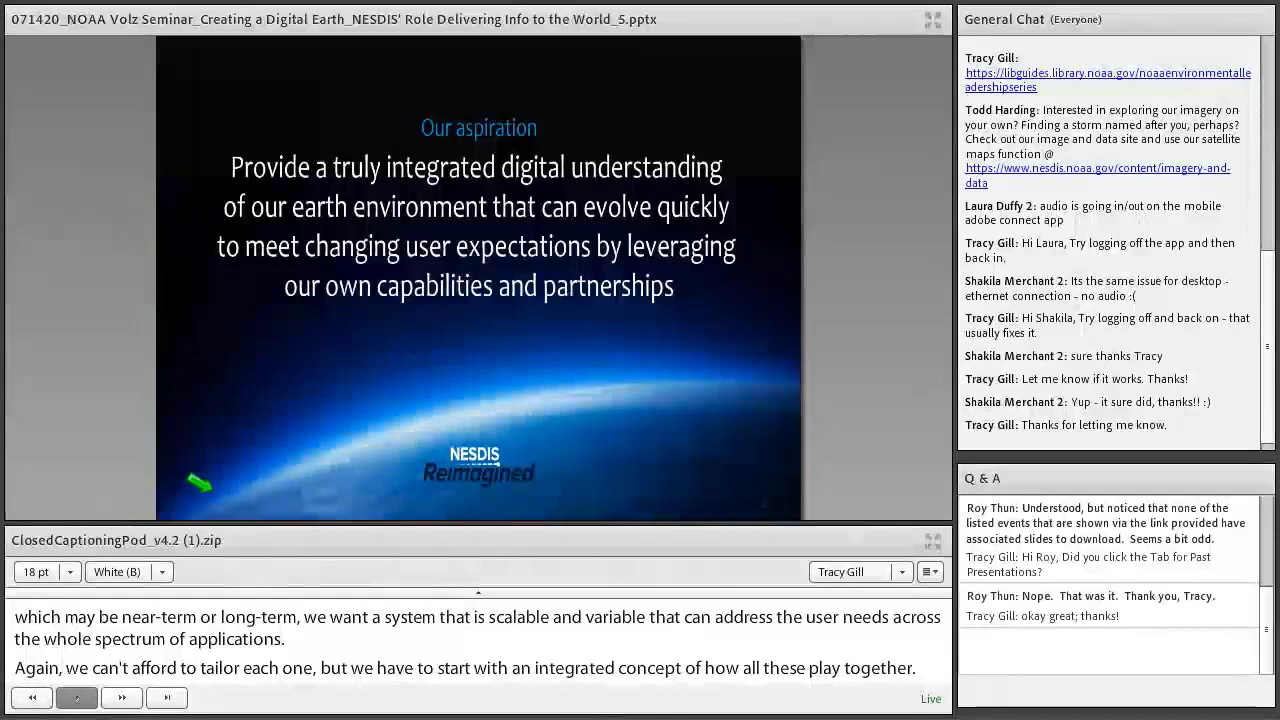 071420_NOAA Volz Seminar_Creating a Digital Earth_NESDIS' Role Delivering Info to the World_5.pptx
Our aspiration
Provide a truly integrated digital understanding
of our earth environment that can evolve quickly
to meet changing user expectations by leveraging
our own capabilities and partnerships
NESDIS
Reimagined
ClosedCaptioningPod_v4.2 (1).zip
18 pt
White (B)
Tracy Gill
which may be near-term or long-term, we want a system that is scalable and variable that can address the user needs across
the whole spectrum of applications.
Again, we can't afford to tailor each one, but we have to start with an integrated concept of how all these play together.
Live
General Chat (Everyone)
Tracy Gill:
https://libguides.library.noaa.gov/noaaenvironmentalle
adershipseries
Todd Harding: Interested in exploring our imagery on
your own? Finding a storm named after you, perhaps?
Check out our image and data site and use our satellite
maps function @
https://www.nesdis.noaa.gov/content/imagery-and-
data
Laura Duffy 2: audio is going in/out on the mobile
adobe connect app
Tracy Gill: Hi Laura, Try logging off the app and then
back in.
Shakila Merchant 2: Its the same issue for desktop -
ethernet connection - no audio :(
Tracy Gill: Hi Shakila, Try logging off and back on - that
usually fixes it.
Shakila Merchant 2: sure thanks Tracy
Tracy Gill: Let me know if it works. Thanks!
Shakila Merchant 2: Yup - it sure did, thanks!! :)
Tracy Gill: Thanks for letting me know.
Q & A
Roy Thun: Understood, but noticed that none of the
listed events that are shown via the link provided have
associated slides to download.  Seems a bit odd.
Tracy Gill: Hi Roy, Did you click the Tab for Past
Presentations?
Roy Thun: Nope.  That was it.  Thank you, Tracy.
Tracy Gill: okay great; thanks!